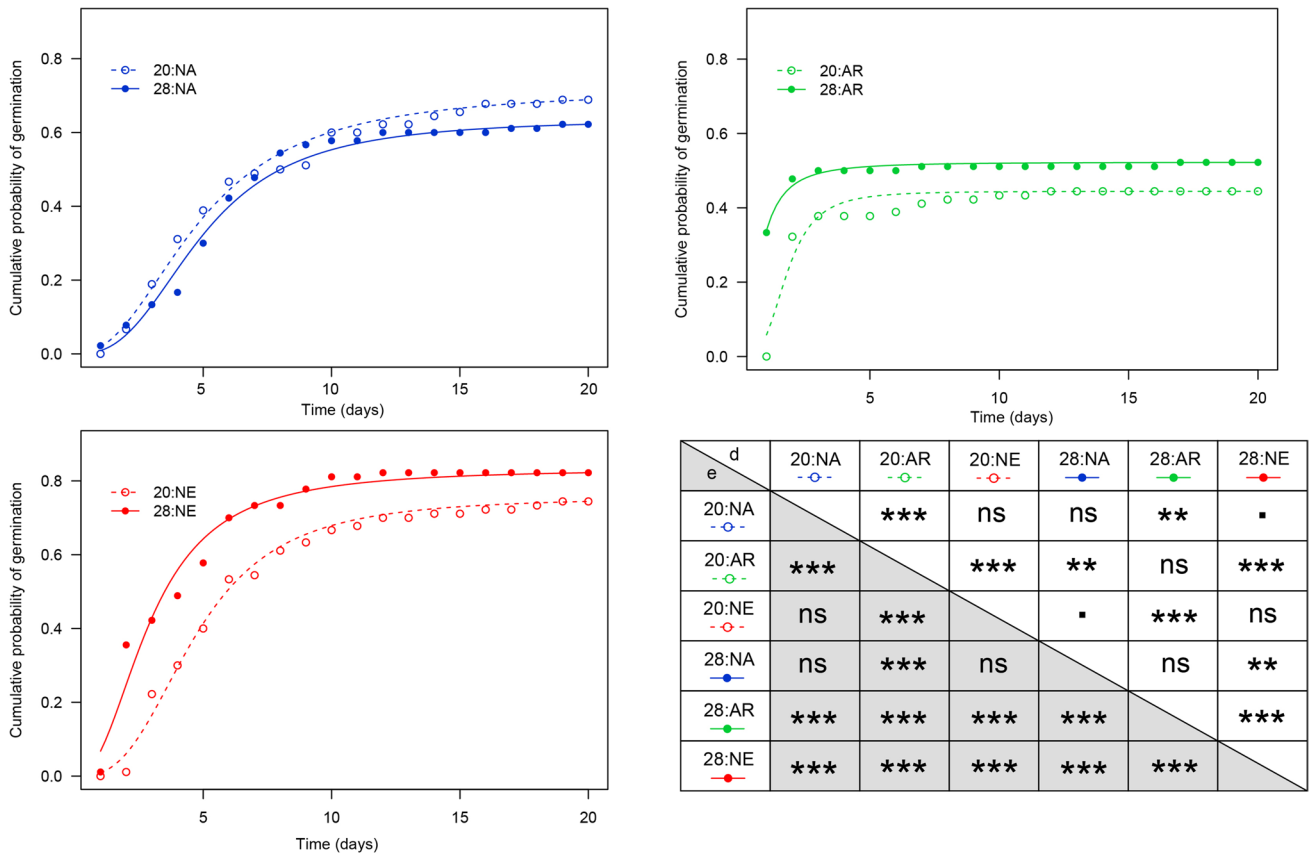 0.8
0.6
0.4
0.2
0.0
Cumulative probability of germination
20:NA
28:NA
5 10 15 20
Time (days)
0.8
0.6
0.4
0.2
0.0
Cumulative probability of germination
20:AR
28:AR
5 10 15 20
Time (days)
0.8
0.6
0.4
0.2
0.0
Cumulative probability of germination
20:NE
28:NE
5 10 15 20
Time (days)
d
e
20:NA 20:AR 20:NE 28:NA 28:AR 28:NE
20:NA *** ns ns ** ▪
20:AR *** *** ** ns ***
20:NE ns *** ▪ *** ns
28:NA ns *** ns ns **
28:AR *** *** *** *** ***
28:NE *** *** *** *** ***